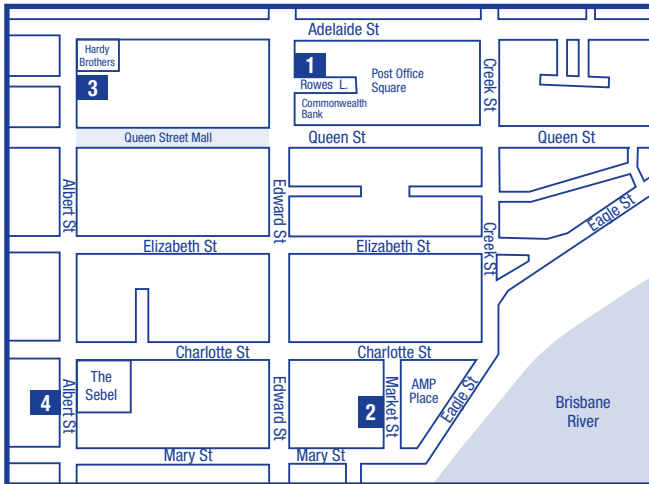 Adelaide St
Hardy
Brothers
1
3
Rowes L.
Post Office
Square
Creek St
Commonwealth
Bank
Queen Street Mall
Queen St
Queen St
Albert St
Edward St
Eagle St
Creek St
Elizabeth St
Elizabeth St
Charlotte St
Charlotte St
The
Sebel
4
Albert St
Edward St
2
Market St
AMP
Place
Eagle St
Brisbane
River
Mary St
Mary St